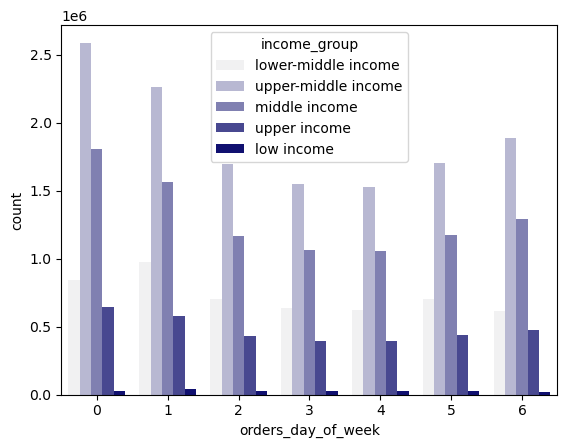 1e6
income_group
lower-middle income
upper-middle income
middle income
upper income
low income
2.5
2.0
1.5
1.0
0.5
0.0
count
0 1 2 3 4 5 6
orders_day_of_week